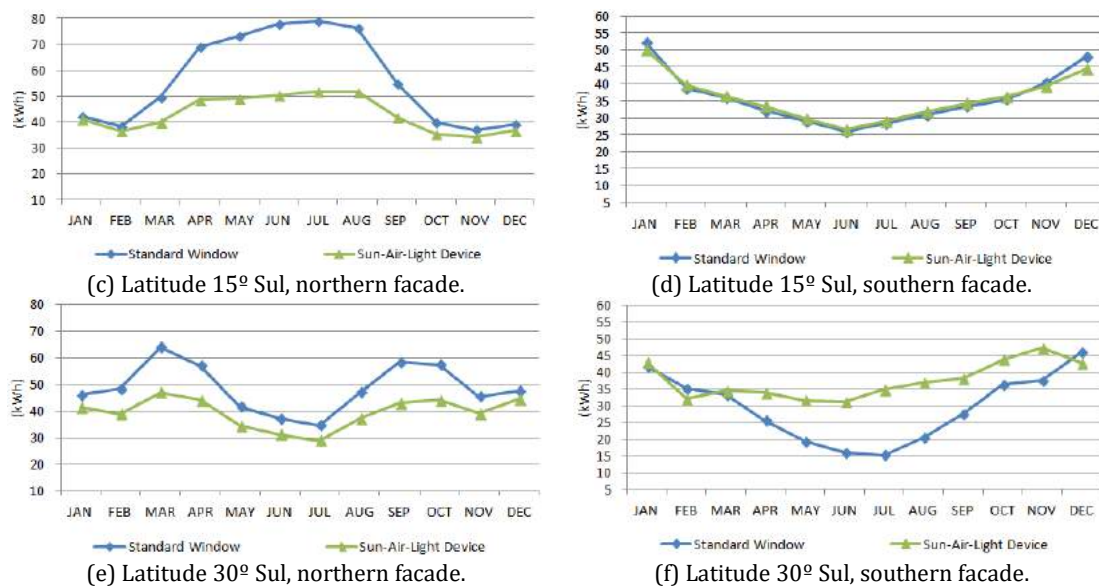 80
70
60
50
40
30
20
10
(kWh)
JAN FEB MAR APR MAY JUN JUL AUG SEP OCT NOV DEC
Standard Window Sun-Air-Light Device
(c) Latitude 15º Sul, northern facade.
60
55
50
45
40
35
30
25
20
15
10
5
[kWh)
JAN FEB MAR APR MAY JUN JUL AUG SEP OCT NOV DEC
Standard Window Sun-Air-Light Device
(d) Latitude 15º Sul, southern facade.
80
70
60
50
40
30
20
10
[kWh)
JAN FEB MAR APR MAY JUN JUL AUG SEP OCT NOV DEC
Standard Window Sun-Air-Light Device
(e) Latitude 30º Sul, northern facade.
60
55
50
45
40
35
30
25
20
15
10
5
(kWh)
JAN FEB MAR APR MAY JUN JUL AUG SEP OCT NOV DEC
Standard Window Sun-Air-Light Device
(f) Latitude 30º Sul, southern facade.